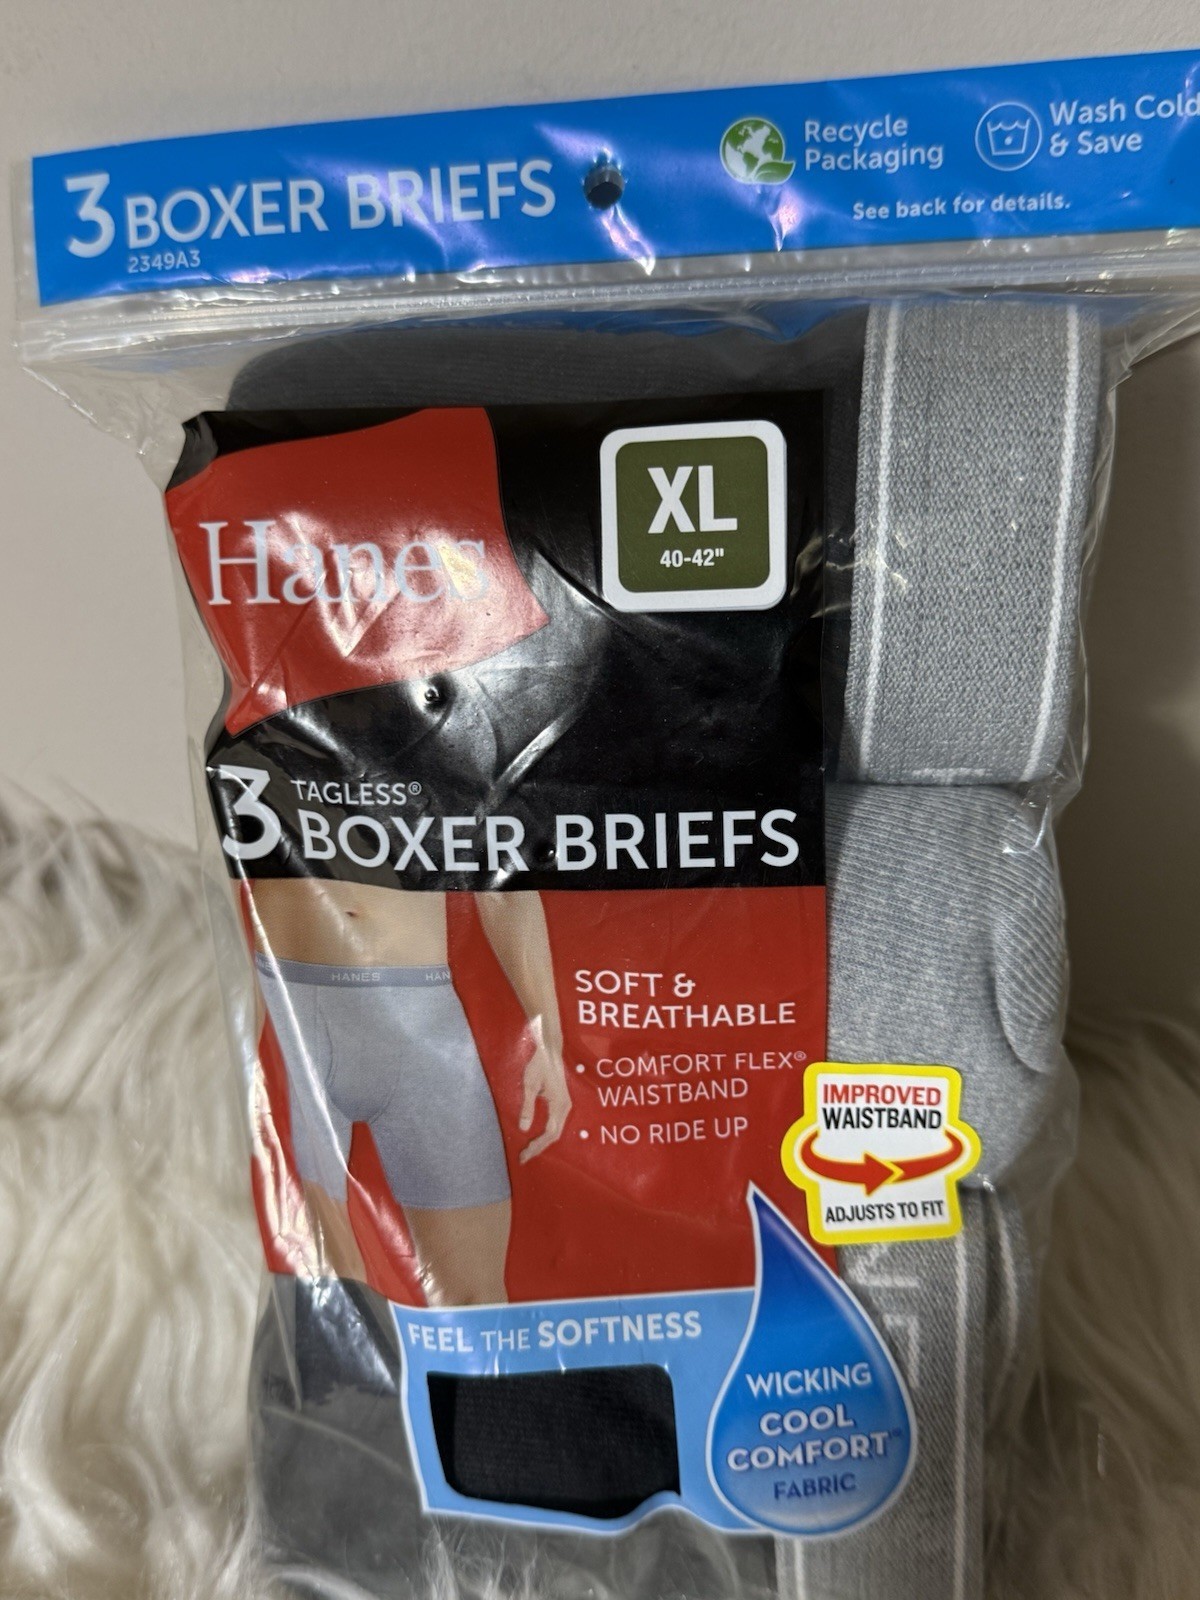 3 BOXER BRIEFS
2349A3
Recycle
Packaging
Wash Cold
& Save
See back for details.
Hanes
XL
40-42"
3 TAGLESS®
BOXER BRIEFS
HANES HAN
SOFT &
BREATHABLE
• COMFORT FLEX®
WAISTBAND
• NO RIDE UP
IMPROVED
WAISTBAND
ADJUSTS TO FIT
FEEL THE SOFTNESS
WICKING
COOL
COMFORT™
FABRIC